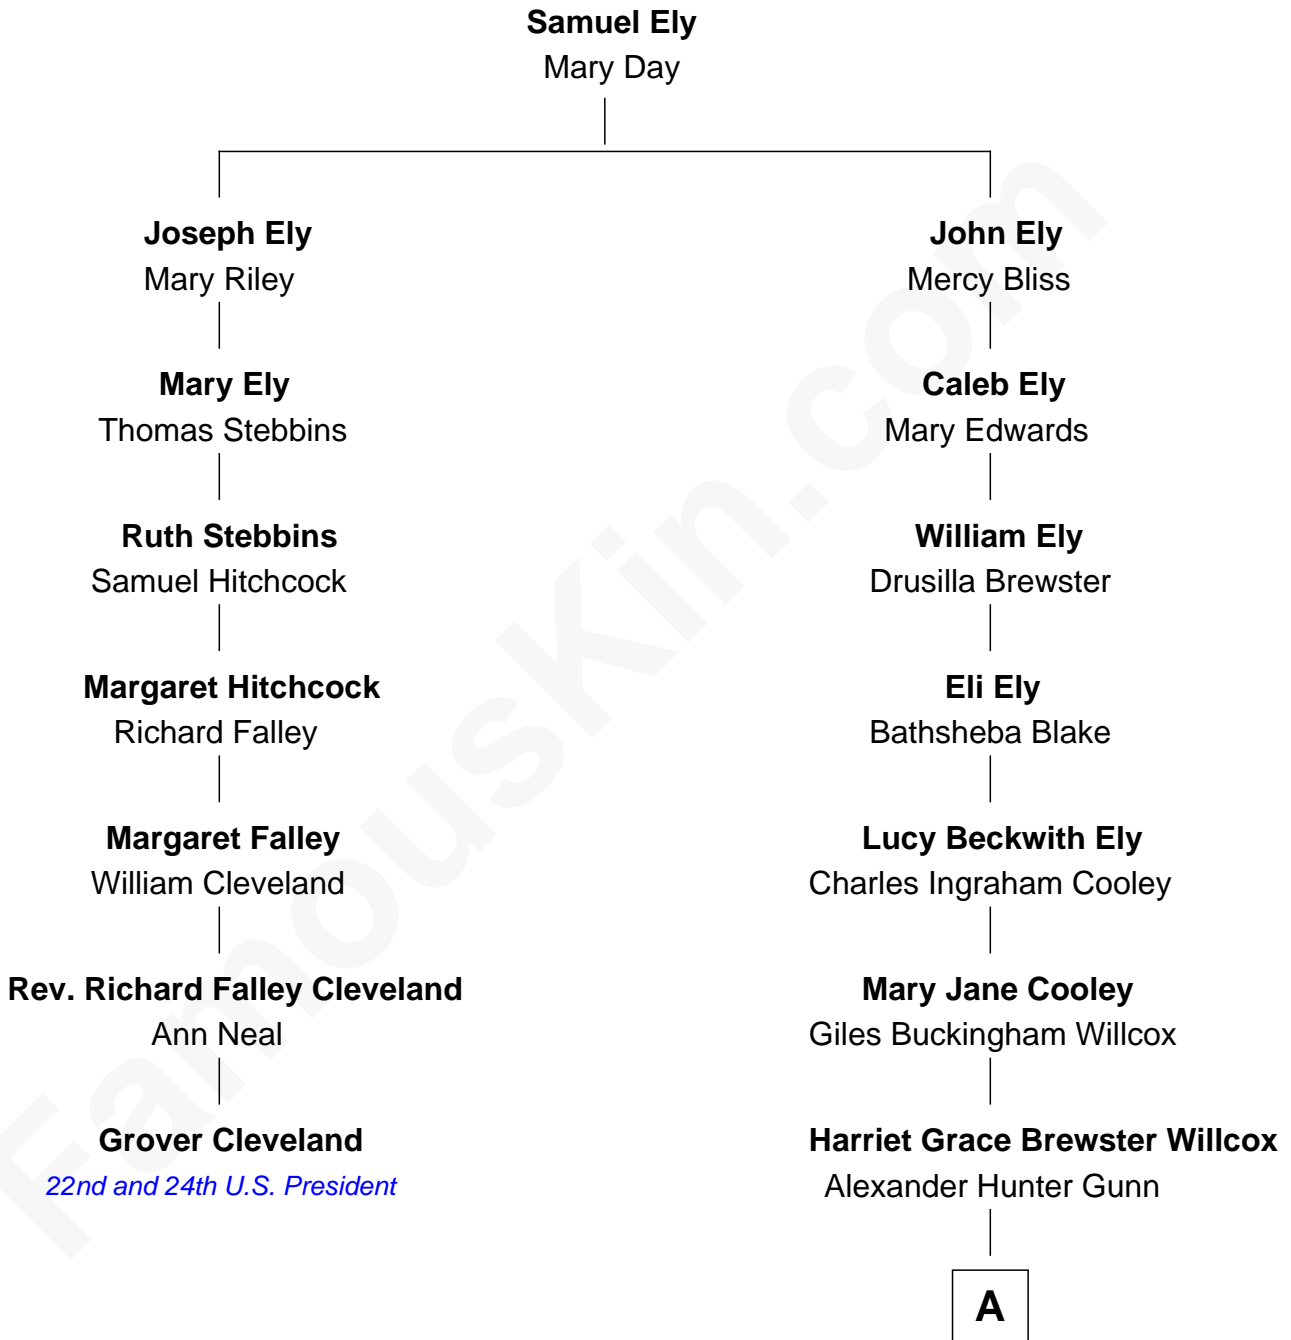 Samuel Ely
Mary Day
Joseph Ely
Mary Riley
Mary Ely
Thomas Stebbins
Ruth Stebbins
Samuel Hitchcock
Margaret Hitchcock
Richard Falley
Margaret Falley
William Cleveland
Rev. Richard Falley Cleveland
Ann Neal
Grover Cleveland
22nd and 24th U.S. President
John Ely
Mercy Bliss
Caleb Ely
Mary Edwards
William Ely
Drusilla Brewster
Eli Ely
Bathsheba Blake
Lucy Beckwith Ely
Charles Ingraham Cooley
Mary Jane Cooley
Giles Buckingham Willcox
Harriet Grace Brewster Willcox
Alexander Hunter Gunn
A
FamousKin.com